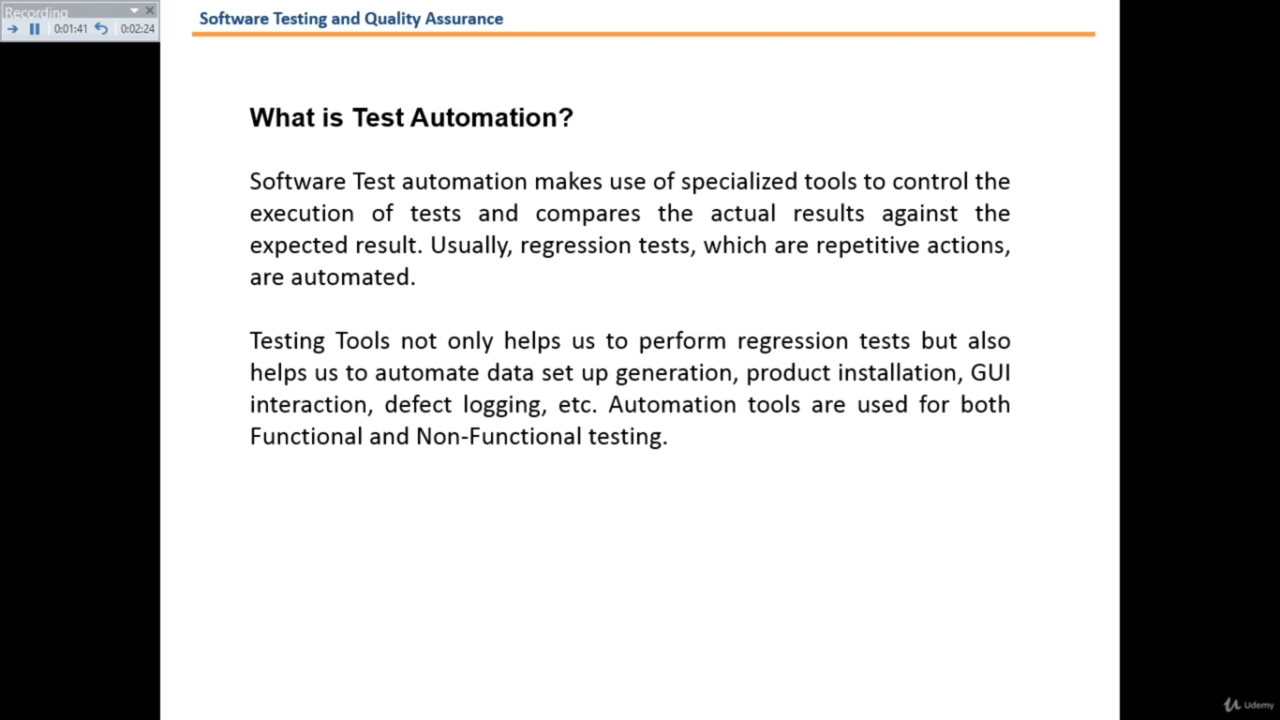 Recording
0:01:41 0:02:24
Software Testing and Quality Assurance
What is Test Automation?
Software Test automation makes use of specialized tools to control the
execution of tests and compares the actual results against the
expected result. Usually, regression tests, which are repetitive actions,
are automated.
Testing Tools not only helps us to perform regression tests but also
helps us to automate data set up generation, product installation, GUI
interaction, defect logging, etc. Automation tools are used for both
Functional and Non-Functional testing.
Udemy